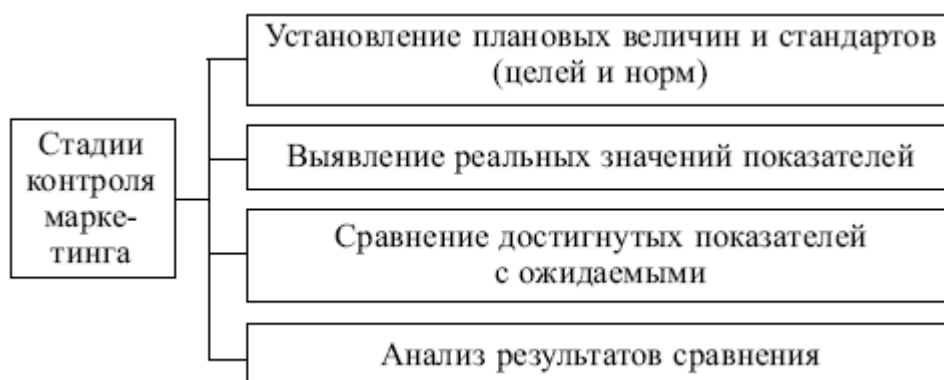 Стадии
контроля
марке-
тинга
Установление плановых величин и стандартов
(целей и норм)
Выявление реальных значений показателей
Сравнение достигнутых показателей
с ожидаемыми
Анализ результатов сравнения